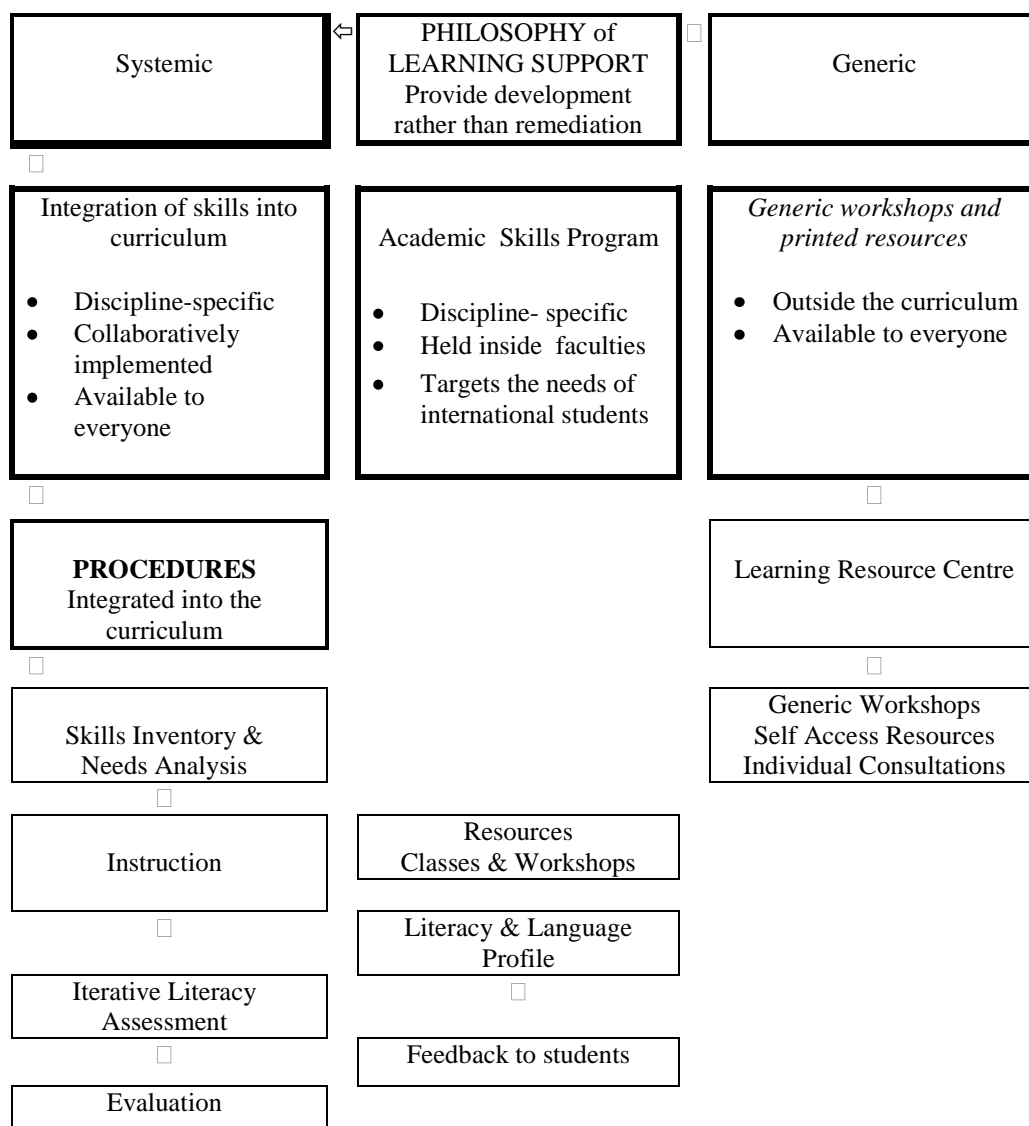 Systemic
⇦
PHILOSOPHY of
LEARNING SUPPORT
Provide development
rather than remediation
Generic
Integration of skills into
curriculum
● Discipline-specific
● Collaboratively
implemented
● Available to
everyone
Academic Skills Program
● Discipline- specific
● Held inside faculties
● Targets the needs of
international students
Generic workshops and
printed resources
● Outside the curriculum
● Available to everyone
PROCEDURES
Integrated into the
curriculum
Learning Resource Centre
Skills Inventory &
Needs Analysis
Generic Workshops
Self Access Resources
Individual Consultations
Instruction
Resources
Classes & Workshops
Literacy & Language
Profile
Iterative Literacy
Assessment
Feedback to students
Evaluation